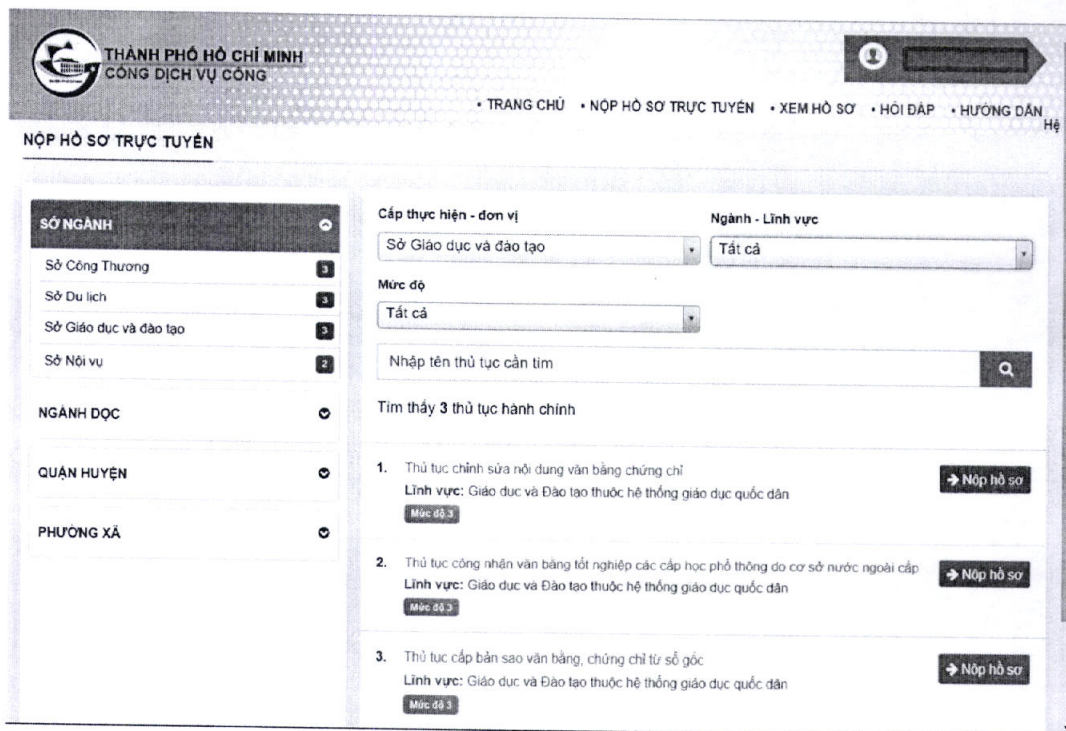 THÀNH PHỐ HỒ CHÍ MINH
CỔNG DỊCH VỤ CÔNG
• TRANG CHỦ • NỘP HỒ SƠ TRỰC TUYẾN • XEM HỒ SƠ • HỎI ĐÁP • HƯỚNG DẪN
Hệ
NỘP HỒ SƠ TRỰC TUYẾN
SỞ NGÀNH
Sở Công Thương 3
Sở Du lịch 3
Sở Giáo dục và đào tạo 3
Sở Nội vụ 2
NGÀNH DỌC
QUẬN HUYỆN
PHƯỜNG XÃ
Cấp thực hiện - đơn vị
Sở Giáo dục và đào tạo
Ngành - Lĩnh vực
Tất cả
Mức độ
Tất cả
Nhập tên thủ tục cần tìm
Tìm thấy 3 thủ tục hành chính
1. Thủ tục chỉnh sửa nội dung văn bằng chứng chỉ
Lĩnh vực: Giáo dục và Đào tạo thuộc hệ thống giáo dục quốc dân
Mức độ 3
Nộp hồ sơ
2. Thủ tục công nhận văn bằng tốt nghiệp các cấp học phổ thông do cơ sở nước ngoài cấp
Lĩnh vực: Giáo dục và Đào tạo thuộc hệ thống giáo dục quốc dân
Mức độ 3
Nộp hồ sơ
3. Thủ tục cấp bản sao văn bằng, chứng chỉ từ sổ gốc
Lĩnh vực: Giáo dục và Đào tạo thuộc hệ thống giáo dục quốc dân
Mức độ 3
Nộp hồ sơ